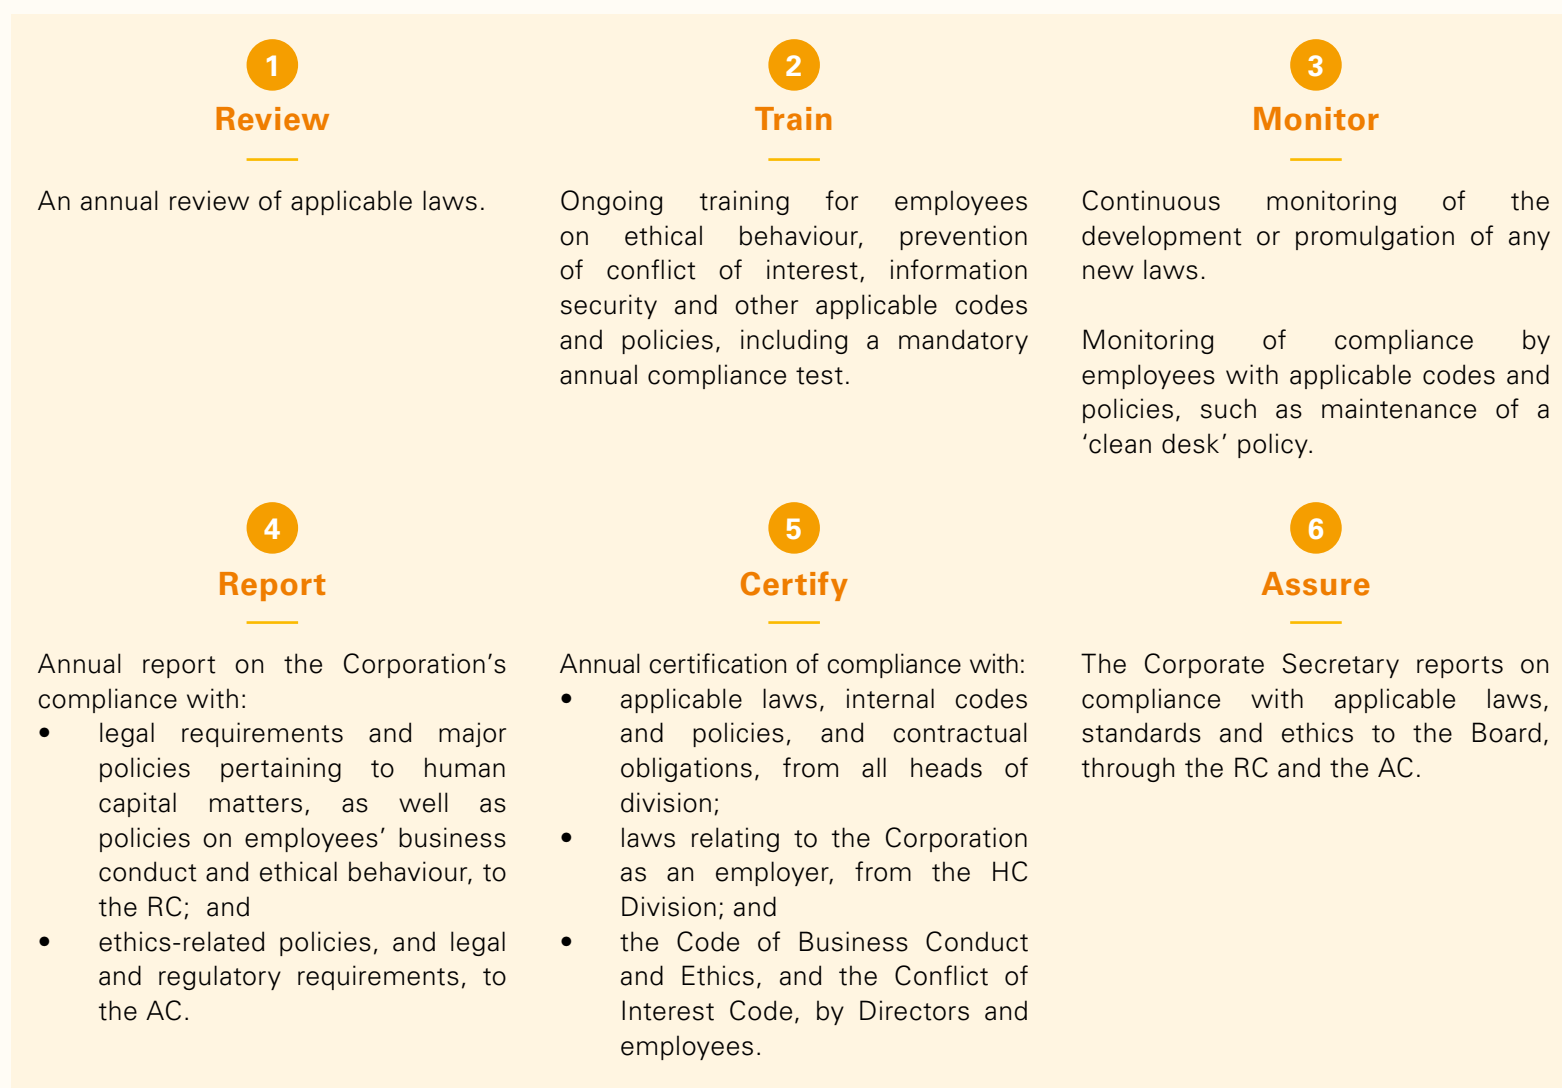 1
Review
An annual review of applicable laws.
2
Train
Ongoing training for employees
on ethical behaviour, prevention
of conflict of interest, information
security and other applicable codes
and policies, including a mandatory
annual compliance test.
3
Monitor
Continuous monitoring of the
development or promulgation of any
new laws.
Monitoring of compliance by
employees with applicable codes and
policies, such as maintenance of a
‘clean desk’ policy.
4
Report
Annual report on the Corporation’s
compliance with:
• legal requirements and major
policies pertaining to human
capital matters, as well as
policies on employees’ business
conduct and ethical behaviour, to
the RC; and
• ethics-related policies, and legal
and regulatory requirements, to
the AC.
5
Certify
Annual certification of compliance with:
• applicable laws, internal codes
and policies, and contractual
obligations, from all heads of
division;
• laws relating to the Corporation
as an employer, from the HC
Division; and
• the Code of Business Conduct
and Ethics, and the Conflict of
Interest Code, by Directors and
employees.
6
Assure
The Corporate Secretary reports on
compliance with applicable laws,
standards and ethics to the Board,
through the RC and the AC.